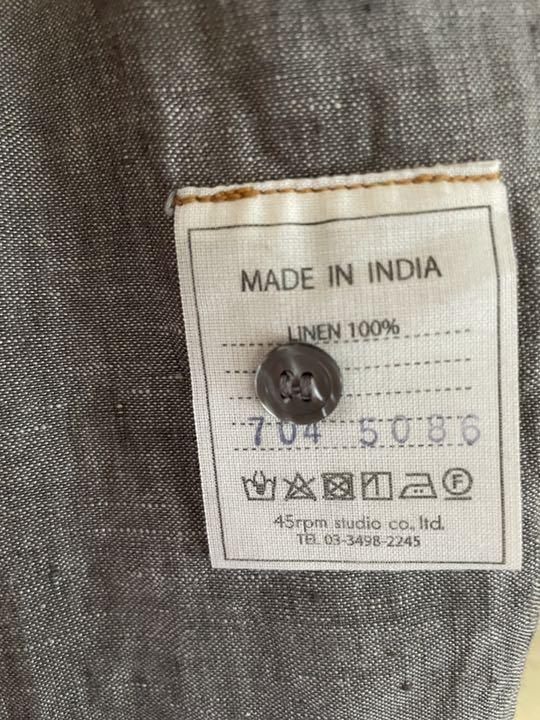 MADE IN INDIA
LINEN 100%
704 5086
F
45rpm studio co., ltd.
TEL 03-3498-2245